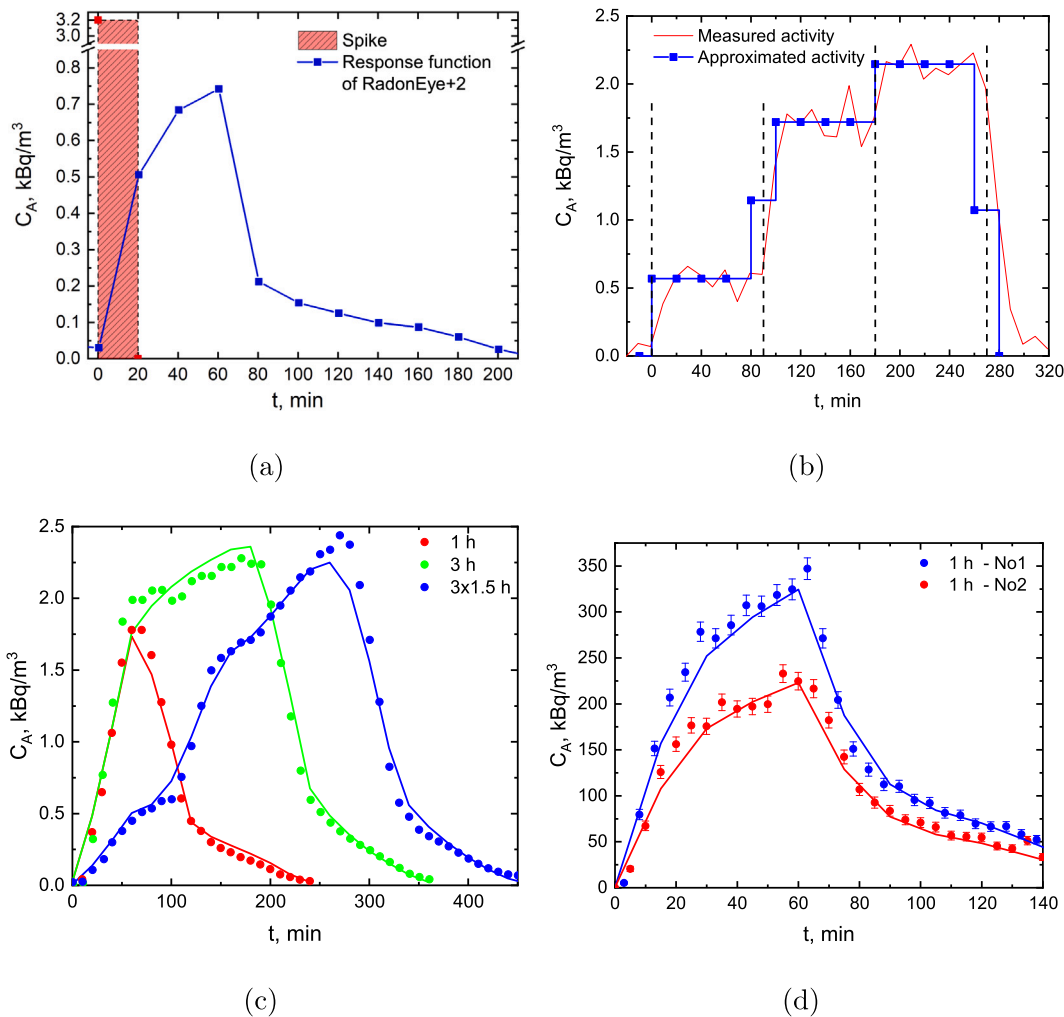 3.2
3.0
0.8
0.7
0.6
0.5
0.4
0.3
0.2
0.1
0.0
C_A, kBq/m³
Spike
Response function
of RadonEye+2
0 20 40 60 80 100 120 140 160 180 200
t, min
(a)
2.5
2.0
1.5
1.0
0.5
0.0
C_A, kBq/m³
Measured activity
Approximated activity
0 40 80 120 160 200 240 280 320
t, min
(b)
2.5
2.0
1.5
1.0
0.5
0.0
C_A, kBq/m³
1 h
3 h
3x1.5 h
0 100 200 300 400
t, min
(c)
350
300
250
200
150
100
50
0
C_A, kBq/m³
1 h - No1
1 h - No2
0 20 40 60 80 100 120 140
t, min
(d)